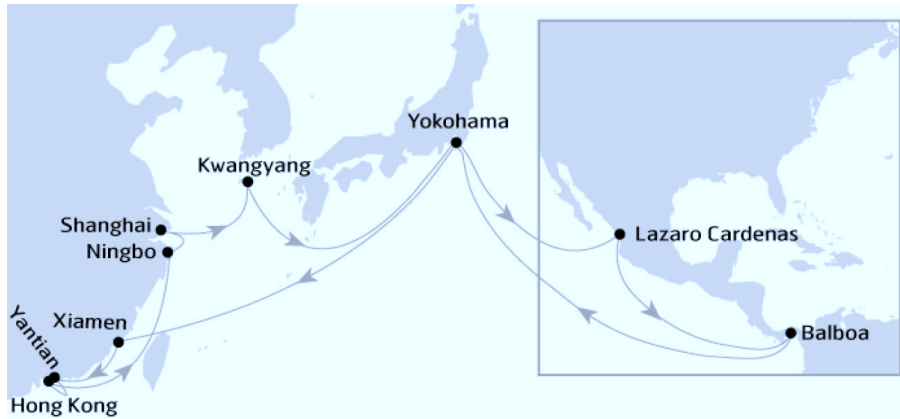 Yokohama
Kwangyang
Shanghai
Ningbo
Lazaro Cardenas
Xiamen
Yantian
Balboa
Hong Kong